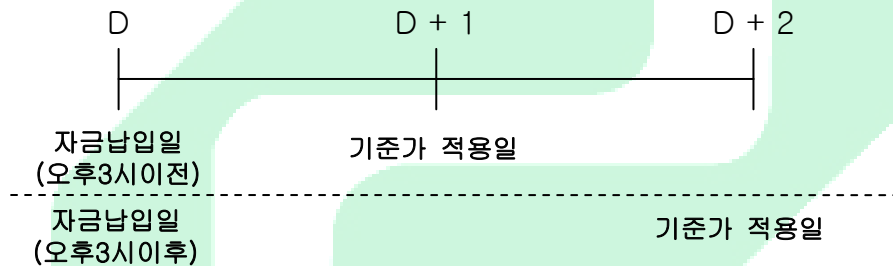 D D + 1 D + 2
자금납입일
(오후3시이전)
기준가 적용일
자금납입일
(오후3시이후)
기준가 적용일